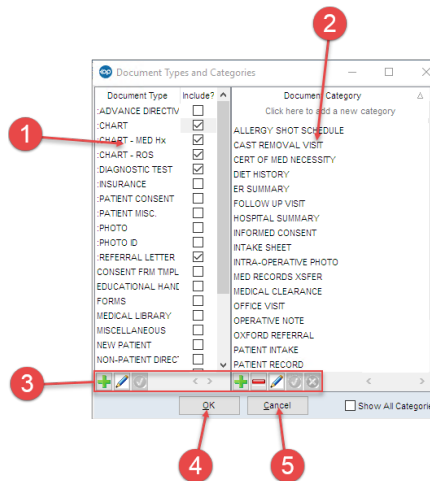 2
Document Types and Categories
Document Type Include? Document Category
Click here to add a new category
:ADVANCE DIRECTIV
:CHART
:CHART - MED Hx
:CHART - ROS
:DIAGNOSTIC TEST
:INSURANCE
:PATIENT CONSENT
:PATIENT MISC.
:PHOTO
:PHOTO ID
:REFERRAL LETTER
CONSENT FRM TMPL
EDUCATIONAL HAND
FORMS
MEDICAL LIBRARY
MISCELLANEOUS
NEW PATIENT
NON-PATIENT DIREC
ALLERGY SHOT SCHEDULE
CAST REMOVAL VISIT
CERT OF MED NECESSITY
DIET HISTORY
ER SUMMARY
FOLLOW UP VISIT
HOSPITAL SUMMARY
INFORMED CONSENT
INTAKE SHEET
INTRA-OPERATIVE PHOTO
MED RECORDS XSFER
MEDICAL CLEARANCE
OFFICE VISIT
OPERATIVE NOTE
OXFORD REFERRAL
PATIENT INTAKE
PATIENT RECORD
1
3
OK Cancel Show All Categorie
4 5